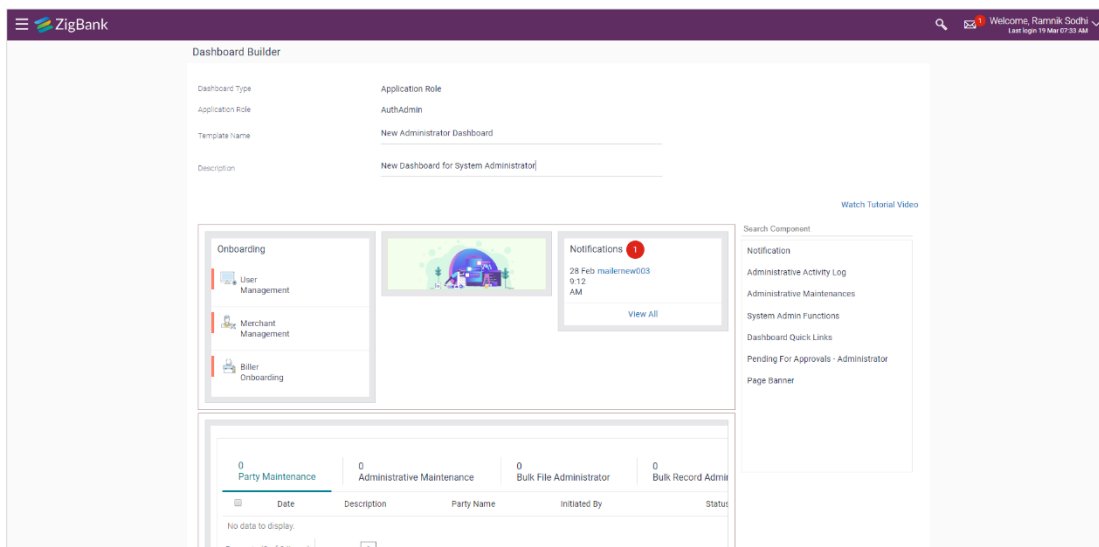 ZigBank
1
Welcome, Ramnik Sodhi
Last login 19 Mar 07:33 AM
Dashboard Builder
Dashboard Type Application Role
Application Role AuthAdmin
Template Name New Administrator Dashboard
Description New Dashboard for System Administrator
Watch Tutorial Video
Onboarding
User
Management
Merchant
Management
Biller
Onboarding
Notifications 1
28 Feb mailernew003
9:12
AM
View All
Search Component
Notification
Administrative Activity Log
Administrative Maintenances
System Admin Functions
Dashboard Quick Links
Pending For Approvals - Administrator
Page Banner
0 0 0 0
Party Maintenance Administrative Maintenance Bulk File Administrator Bulk Record Admin
Date Description Party Name Initiated By Status
No data to display.